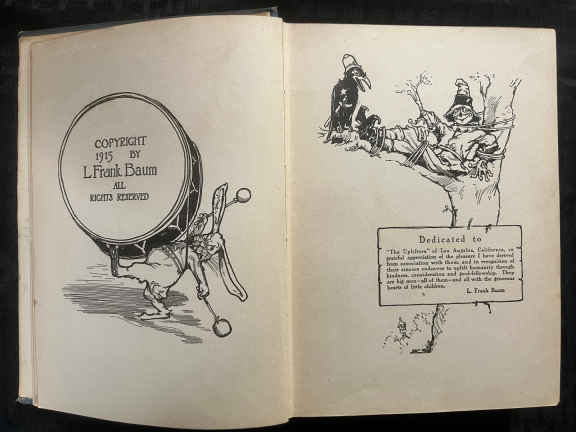 COPYRIGHT
1915 BY
L. Frank Baum
ALL
RIGHTS RESERVED
Dedicated to
"The Uplifters" of Los Angeles, California, in
grateful appreciation of the pleasure I have derived
from association with them, and in recognition of
their sincere endeavor to uplift humanity through
kindness, consideration and good-fellowship. They
are big men—all of them—and all with the generous
hearts of little children.
L. Frank Baum